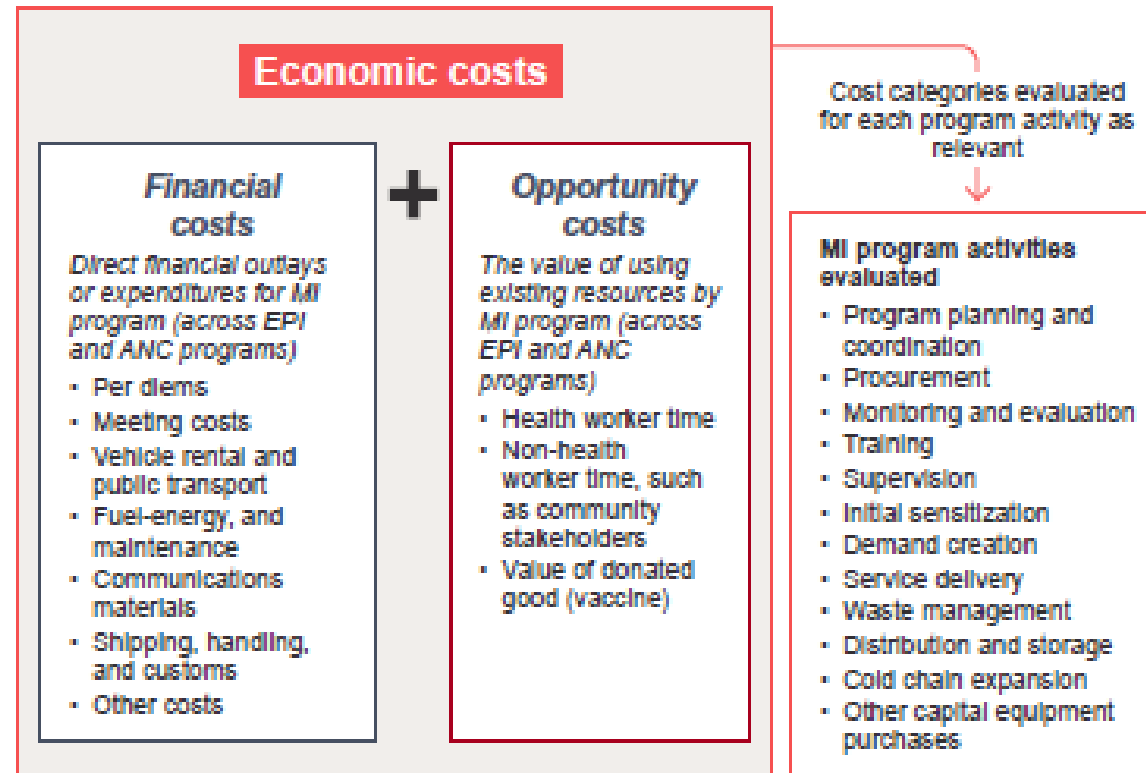 Economic costs
Financial
costs
Direct financial outlays
or expenditures for MI
program (across EPI
and ANC programs)
• Per diems
• Meeting costs
• Vehicle rental and
public transport
• Fuel-energy, and
maintenance
• Communications
materials
• Shipping, handling,
and customs
• Other costs
+
Opportunity
costs
The value of using
existing resources by
MI program (across
EPI and ANC
programs)
• Health worker time
• Non-health
worker time, such
as community
stakeholders
• Value of donated
good (vaccine)
Cost categories evaluated
for each program activity as
relevant
MI program activities
evaluated
• Program planning and
coordination
• Procurement
• Monitoring and evaluation
• Training
• Supervision
• Initial sensitization
• Demand creation
• Service delivery
• Waste management
• Distribution and storage
• Cold chain expansion
• Other capital equipment
purchases